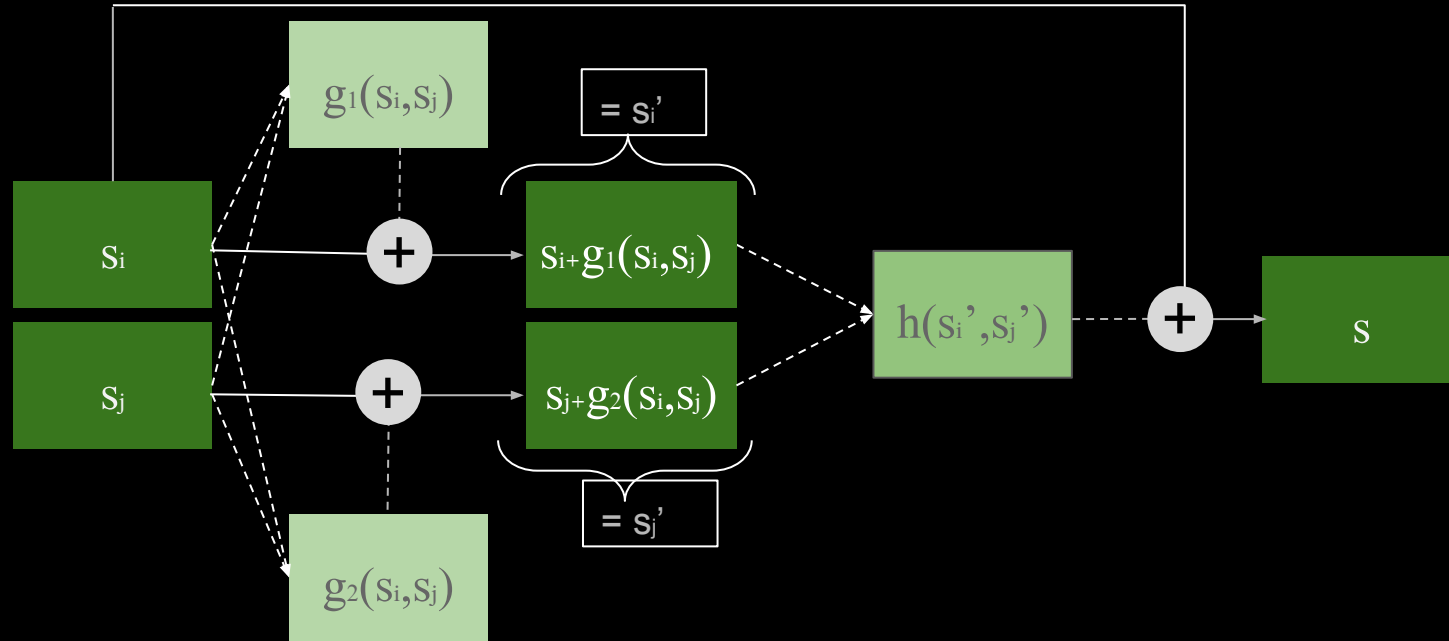 g₁(sᵢ,sⱼ)
= sᵢ’
sᵢ
+
sᵢ₊g₁(sᵢ,sⱼ)
h(sᵢ’,sⱼ’)
+
s
sⱼ
+
sⱼ₊g₂(sᵢ,sⱼ)
= sⱼ’
g₂(sᵢ,sⱼ)